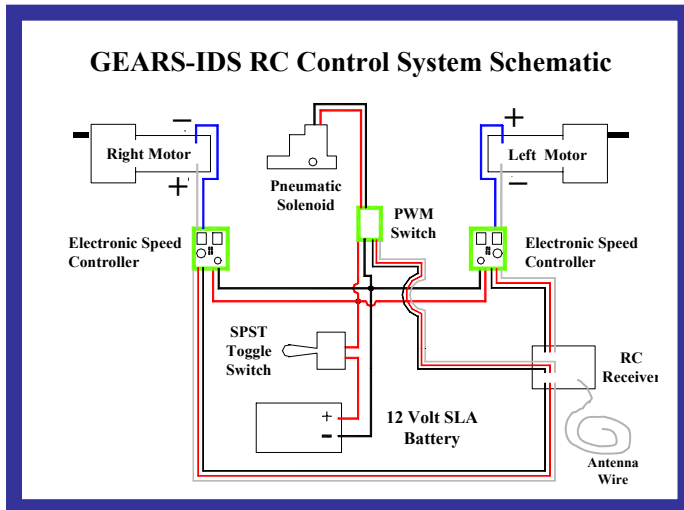 GEARS-IDS RC Control System Schematic
−
+
Right Motor
Left Motor
+
−
Pneumatic
Solenoid
PWM
Switch
Electronic Speed
Controller
Electronic Speed
Controller
SPST
Toggle
Switch
RC
Receiver
+
-
12 Volt SLA
Battery
Antenna
Wire